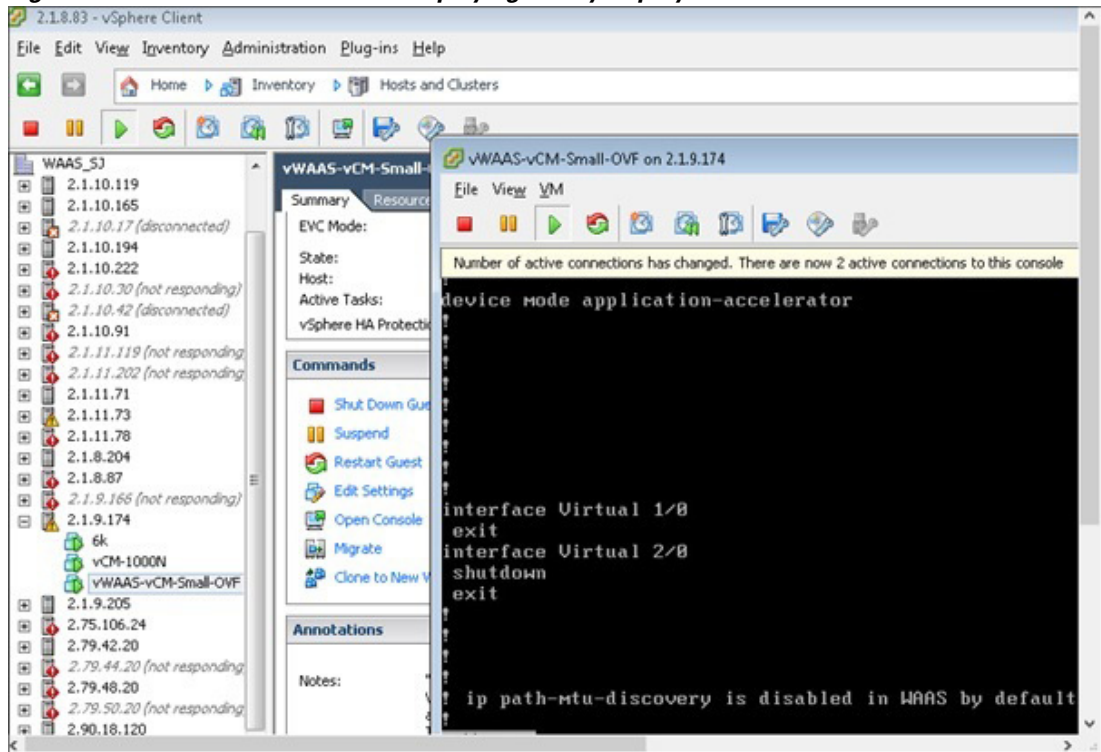 2.1.8.83 - vSphere Client
File Edit View Inventory Administration Plug-ins Help
Home Inventory Hosts and Clusters
WAAS_SJ
2.1.10.119
2.1.10.165
2.1.10.17 (disconnected)
2.1.10.194
2.1.10.222
2.1.10.30 (not responding)
2.1.10.42 (disconnected)
2.1.10.91
2.1.11.119 (not responding
2.1.11.202 (not responding
2.1.11.71
2.1.11.73
2.1.11.78
2.1.8.204
2.1.8.87
2.1.9.166 (not responding)
2.1.9.174
6k
vCM-1000N
vWAAS-vCM-Small-OVF
2.1.9.205
2.75.106.24
2.79.42.20
2.79.44.20 (not responding
2.79.48.20
2.79.50.20 (not responding
2.90.18.120
vWAAS-vCM-Small-
Summary Resource
EVC Mode:
State:
Host:
Active Tasks:
vSphere HA Protectio
Commands
Shut Down Gue
Suspend
Restart Guest
Edit Settings
Open Console
Migrate
Clone to New V
Annotations
Notes:
vWAAS-vCM-Small-OVF on 2.1.9.174
File View VM
Number of active connections has changed. There are now 2 active connections to this console
!
device mode application-accelerator
!
!
!
!
!
!
!
!
!
interface Virtual 1/0
exit
interface Virtual 2/0
shutdown
exit
!
!
!
!
! ip path-mtu-discovery is disabled in WAAS by default
!